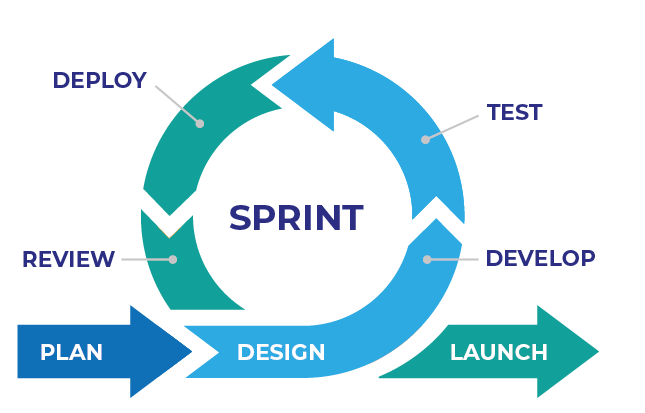 DEPLOY
TEST
SPRINT
REVIEW
DEVELOP
PLAN
DESIGN
LAUNCH